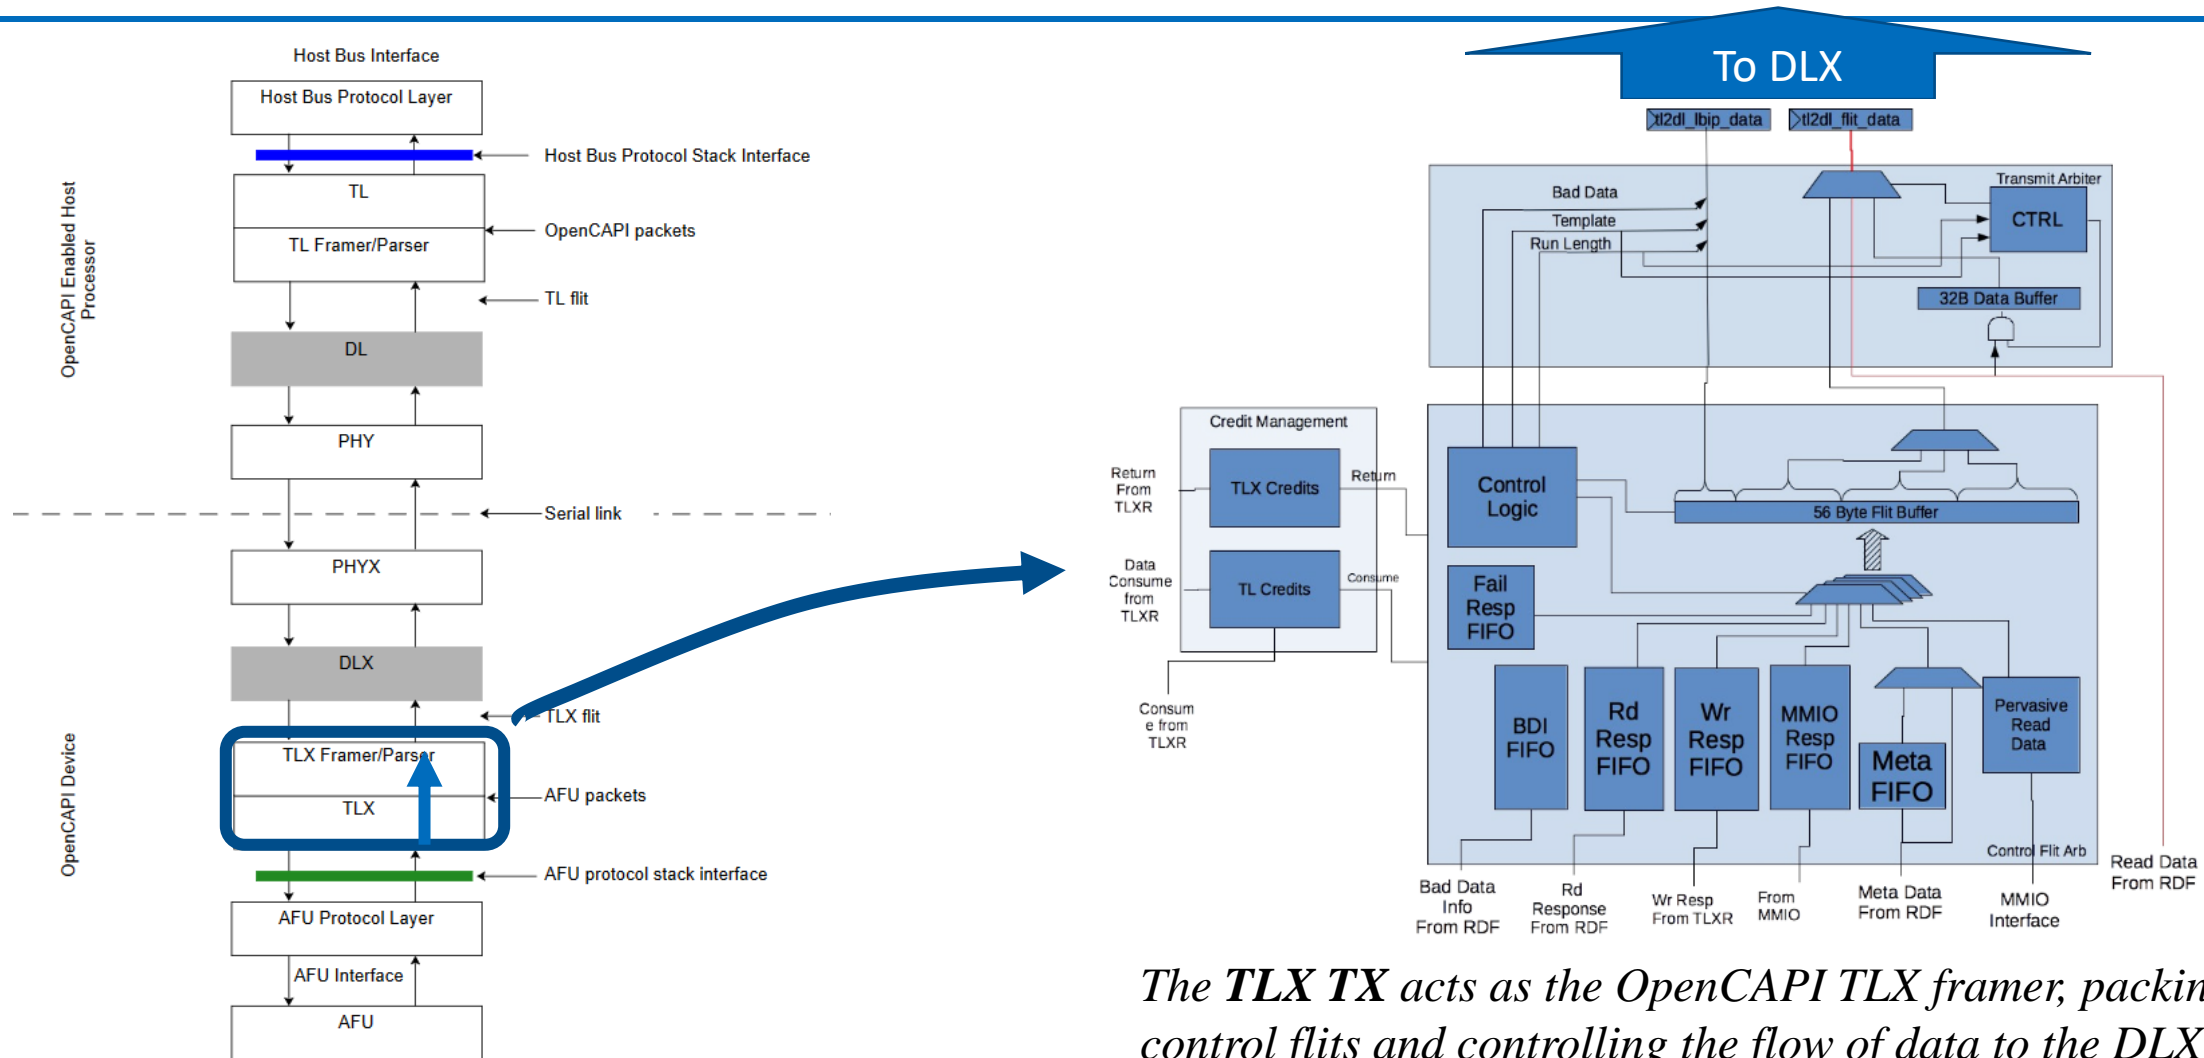 Host Bus Interface
Host Bus Protocol Layer
Host Bus Protocol Stack Interface
TL
OpenCAPI packets
TL Framer/Parser
TL flit
DL
PHY
Serial link
PHYX
DLX
TLX flit
TLX Framer/Parser
AFU packets
TLX
AFU protocol stack interface
AFU Protocol Layer
AFU Interface
AFU
OpenCAPI Enabled Host
Processor
OpenCAPI Device
To DLX
tl2dl_lbip_data
tl2dl_flit_data
Transmit Arbiter
Bad Data
Template
Run Length
CTRL
32B Data Buffer
Credit Management
Return
From
TLXR
TLX Credits
Return
Data
Consume
from
TLXR
TL Credits
Consume
Consum
e from
TLXR
Control
Logic
56 Byte Flit Buffer
Fail
Resp
FIFO
BDI
FIFO
Rd
Resp
FIFO
Wr
Resp
FIFO
MMIO
Resp
FIFO
Meta
FIFO
Pervasive
Read
Data
Control Flit Arb
Bad Data
Info
From RDF
Rd
Response
From RDF
Wr Resp
From TLXR
From
MMIO
Meta Data
From RDF
MMIO
Interface
Read Data
From RDF
The TLX TX acts as the OpenCAPI TLX framer, packin
control flits and controlling the flow of data to the DLX